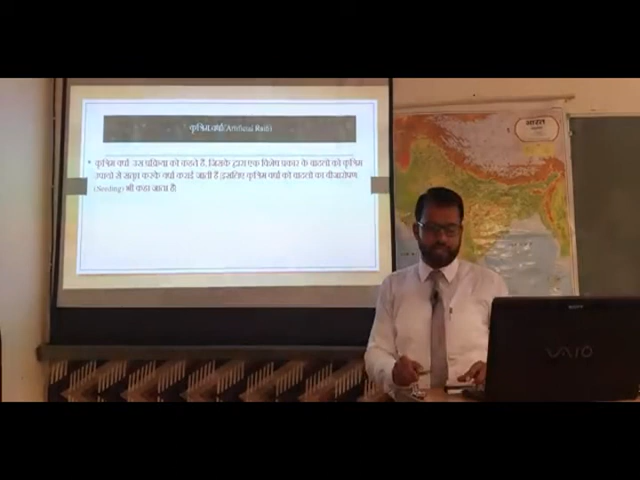 कृत्रिम वर्षा(Artificial Rain)
कृत्रिम वर्षा उस प्रक्रिया को कहते हैं, जिसके द्वारा एक विशेष प्रकार के बादलों को कृत्रिम
उपायों से संतृप्त करके वर्षा कराई जाती है |इसलिए कृत्रिम वर्षा को बादलों का बीजारोपण
(Seeding) भी कहा जाता है|
भारत
SONY
VAIO